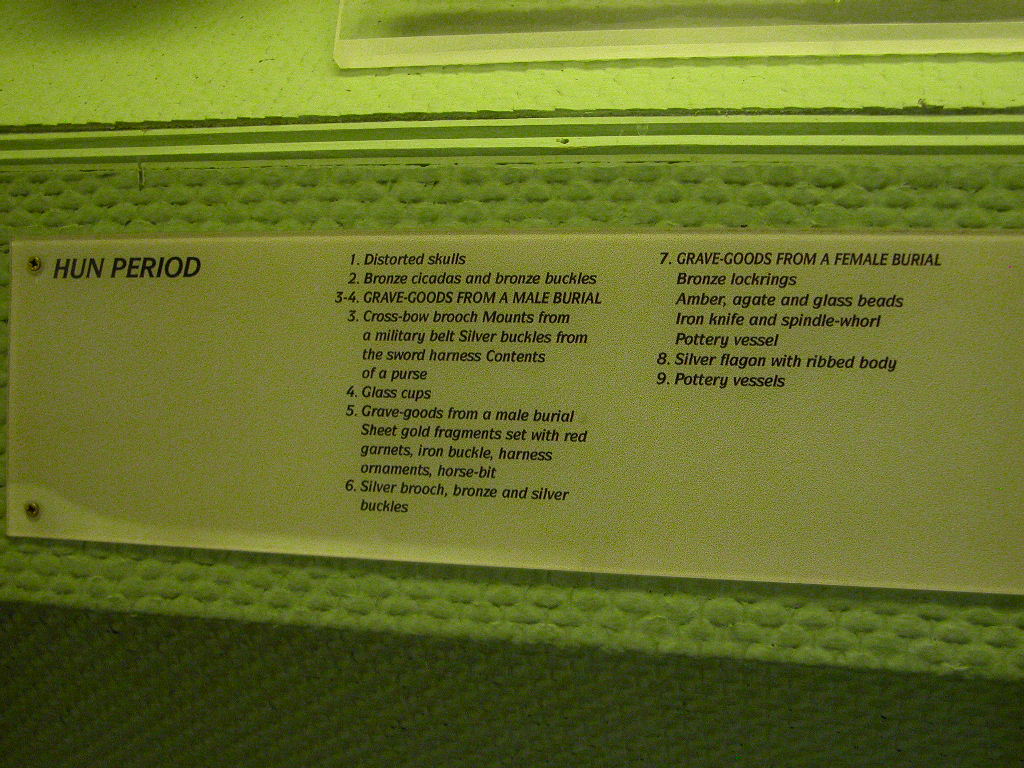 HUN PERIOD
1. Distorted skulls
2. Bronze cicadas and bronze buckles
3-4. GRAVE-GOODS FROM A MALE BURIAL
3. Cross-bow brooch Mounts from
a military belt Silver buckles from
the sword harness Contents
of a purse
4. Glass cups
5. Grave-goods from a male burial
Sheet gold fragments set with red
garnets, iron buckle, harness
ornaments, horse-bit
6. Silver brooch, bronze and silver
buckles
7. GRAVE-GOODS FROM A FEMALE BURIAL
Bronze lockrings
Amber, agate and glass beads
Iron knife and spindle-whorl
Pottery vessel
8. Silver flagon with ribbed body
9. Pottery vessels